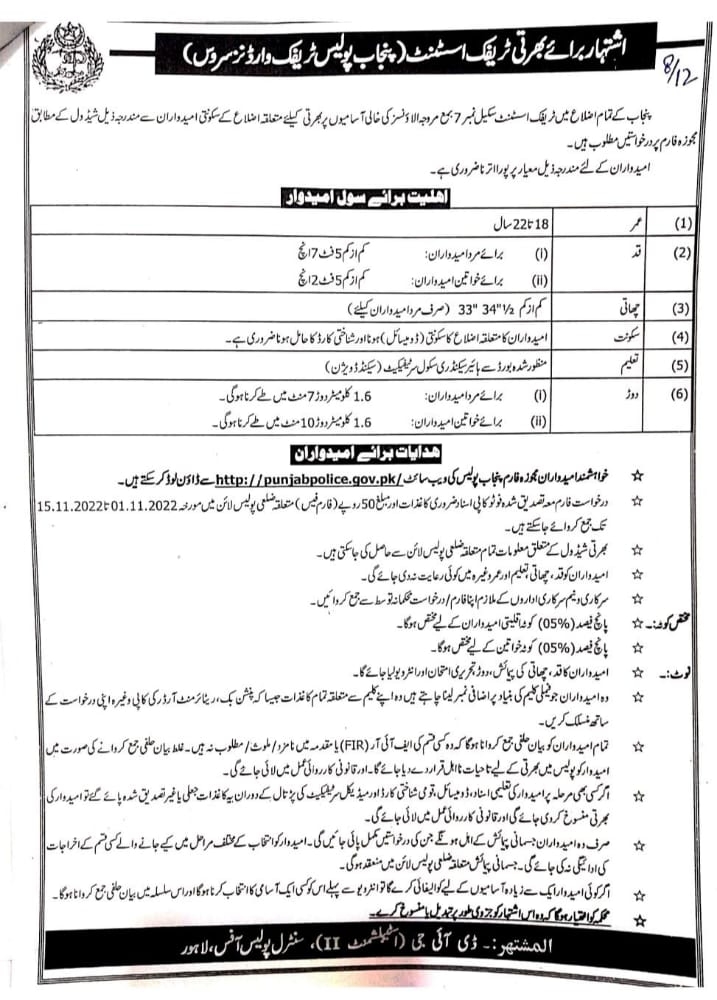 اشتہار برائے بھرتی ٹریفک اسسٹنٹ (پنجاب پولیس ٹریفک وارڈنز سروس)
8/12
پنجاب کے تمام اضلاع میں ٹریفک اسسٹنٹ سکیل نمبر 7 بمع مروجہ الاؤنسز کی خالی آسامیوں پر بھرتی کیلئے متعلقہ اضلاع کے سکونتی امیدواران سے مندرجہ ذیل شیڈول کے مطابق
مجوزہ فارم پر درخواستیں مطلوب ہیں۔
امیدواران کے لئے مندرجہ ذیل معیار پر پورا اترنا ضروری ہے۔
اہلیت برائے سول امیدوار
(1) عمر 18 تا 22 سال
(2) قد (i) برائے مرد امیدواران: کم از کم 5 فٹ 7 انچ
(ii) برائے خواتین امیدواران: کم از کم 5 فٹ 2 انچ
(3) چھاتی کم از کم 33" 34½" (صرف مرد امیدواران کیلئے)
(4) سکونت امیدواران کا متعلقہ اضلاع کا سکونتی (ڈومیسائل) ہونا اور شناختی کارڈ کا حامل ہونا ضروری ہے۔
(5) تعلیم منظور شدہ بورڈ سے ہائیر سیکنڈری سکول سرٹیفکیٹ (سیکنڈ ڈویژن)
(6) دوڑ (i) برائے مرد امیدواران: 1.6 کلومیٹر دوڑ 7 منٹ میں طے کرنا ہوگی۔
(ii) برائے خواتین امیدواران: 1.6 کلومیٹر دوڑ 10 منٹ میں طے کرنا ہوگی۔
ہدایات برائے امیدواران
☆ خواہشمند امیدواران مجوزہ فارم پنجاب پولیس کی ویب سائٹ http://punjabpolice.gov.pk/ سے ڈاؤن لوڈ کر سکتے ہیں۔
☆ درخواست فارم معہ تصدیق شدہ فوٹو کاپی اسناد ضروری کاغذات اور مبلغ 50 روپے (فارم فیس) متعلقہ ضلعی پولیس لائن میں مورخہ 01.11.2022 تا 15.11.2022
تک جمع کروائے جا سکتے ہیں۔
☆ بھرتی شیڈول کے متعلق معلومات تمام متعلقہ ضلعی پولیس لائن سے حاصل کی جا سکتی ہیں۔
☆ امیدواران کو قد، چھاتی، تعلیم اور عمر وغیرہ میں کوئی رعایت نہ دی جائے گی۔
☆ سرکاری و نیم سرکاری اداروں کے ملازم اپنا فارم/درخواست محکمانہ توسط سے جمع کروائیں۔
مختص کوٹہ:۔ ☆ پانچ فیصد (05%) کوٹہ اقلیتی امیدواران کے لیے مختص ہوگا۔
☆ پانچ فیصد (05%) کوٹہ خواتین کے لیے مختص ہوگا۔
نوٹ:۔ ☆ امیدواران کا قد، چھاتی کی پیمائش، دوڑ تحریری امتحان اور انٹرویو لیا جائے گا۔
☆ وہ امیدواران جو فیملی کلیم کی بنیاد پر اضافی نمبر لینا چاہتے ہیں وہ اپنے کلیم سے متعلقہ تمام کاغذات جیسا کہ پنشن بک، ریٹائرمنٹ آرڈر کی کاپی وغیرہ اپنی درخواست کے
ساتھ منسلک کریں۔
☆ تمام امیدواران کو بیان حلفی جمع کروانا ہوگا کہ وہ کسی قسم کی ایف آئی آر (FIR) یا مقدمہ میں نامزد/ملوث/مطلوب نہ ہیں۔ غلط بیان حلفی جمع کروانے کی صورت میں
امیدوار کو پولیس میں بھرتی کے لیے تاحیات نااہل قرار دے دیا جائے گا۔ اور قانونی کارروائی عمل میں لائی جائے گی۔
☆ اگر کسی بھی مرحلہ پر امیدوار کی تعلیمی اسناد، ڈومیسائل، قومی شناختی کارڈ اور میڈیکل سرٹیفکیٹ کی پڑتال کے دوران یہ کاغذات جعلی یا غیر تصدیق شدہ پائے گئے تو امیدوار کی
بھرتی منسوخ کر دی جائے گی اور قانونی کارروائی عمل میں لائی جائے گی۔
☆ صرف وہ امیدواران جسمانی پیمائش کے اہل ہونگے جن کی درخواستیں مکمل پائی جائیں گی۔ امیدوار کو انتخاب کے مختلف مراحل میں کیے جانے والے کسی قسم کے اخراجات
کی ادائیگی نہ کی جائے گی۔ جسمانی پیمائش متعلقہ ضلعی پولیس لائن میں منعقد ہوگی۔
☆ اگر کوئی امیدوار ایک سے زیادہ آسامیوں کے لیے کوالیفائی کرے گا تو انٹرویو سے پہلے اس کو کسی ایک آسامی کا انتخاب کرنا ہوگا اور اس سلسلہ میں بیان حلفی جمع کروانا ہوگا۔
☆ محکمہ کو اختیار ہوگا کہ وہ اس اشتہار کو جزوی طور پر تبدیل یا منسوخ کرے۔
المشتہر:۔ ڈی آئی جی (اسٹیبلشمنٹ II)، سنٹرل پولیس آفس، لاہور